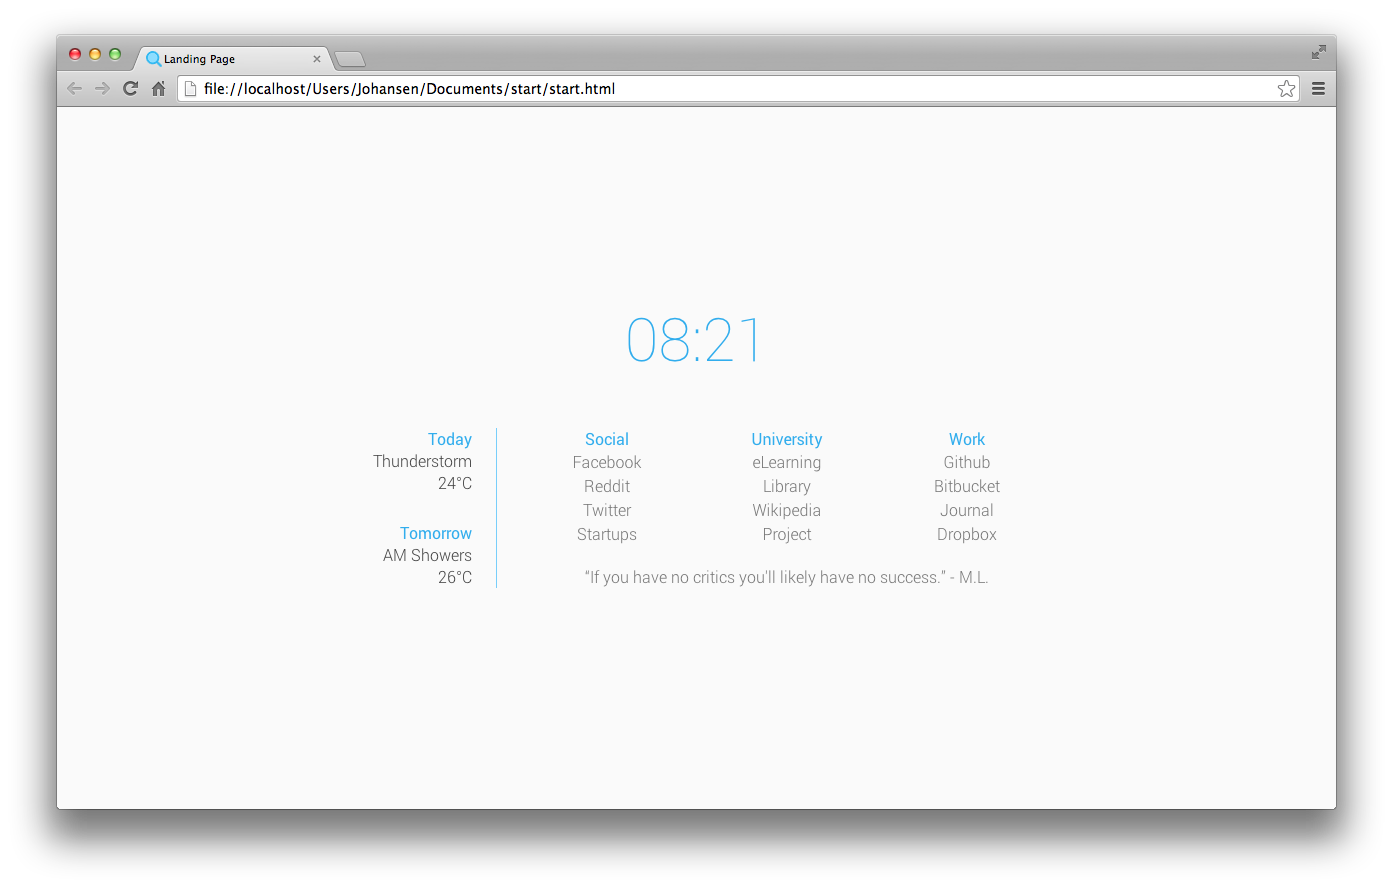 Landing Page
file://localhost/Users/Johansen/Documents/start/start.html
08:21
Today
Thunderstorm
24°C
Tomorrow
AM Showers
26°C
Social
Facebook
Reddit
Twitter
Startups
University
eLearning
Library
Wikipedia
Project
Work
Github
Bitbucket
Journal
Dropbox
“If you have no critics you'll likely have no success.” - M.L.